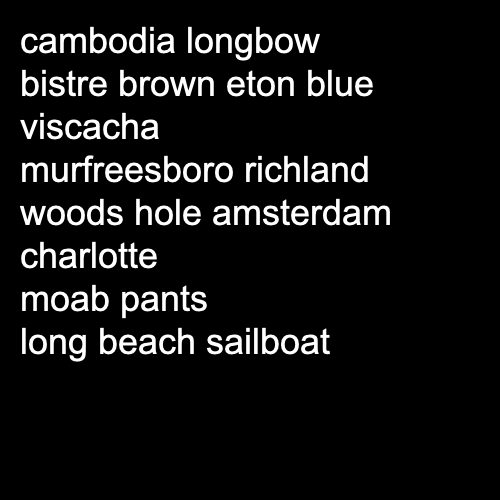 cambodia longbow
bistre brown eton blue
viscacha
murfreesboro richland
woods hole amsterdam
charlotte
moab pants
long beach sailboat